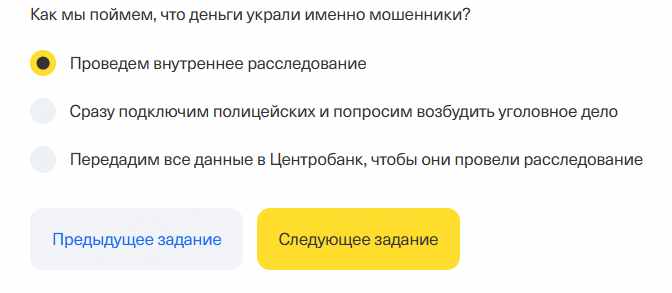 Как мы поймем, что деньги украли именно мошенники?
Проведем внутреннее расследование
Сразу подключим полицейских и попросим возбудить уголовное дело
Передадим все данные в Центробанк, чтобы они провели расследование
Предыдущее задание
Следующее задание